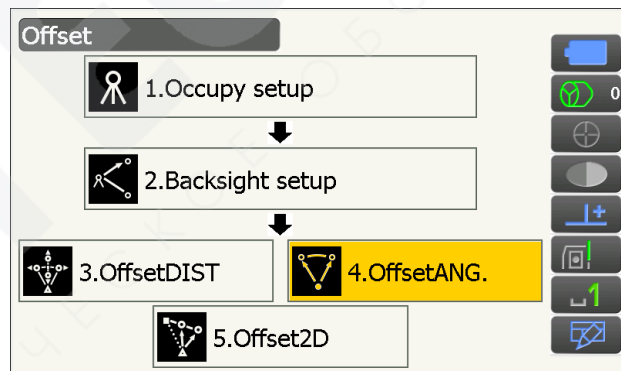 Offset
1.Occupy setup
2.Backsight setup
3.OffsetDIST
4.OffsetANG.
5.Offset2D
0
1